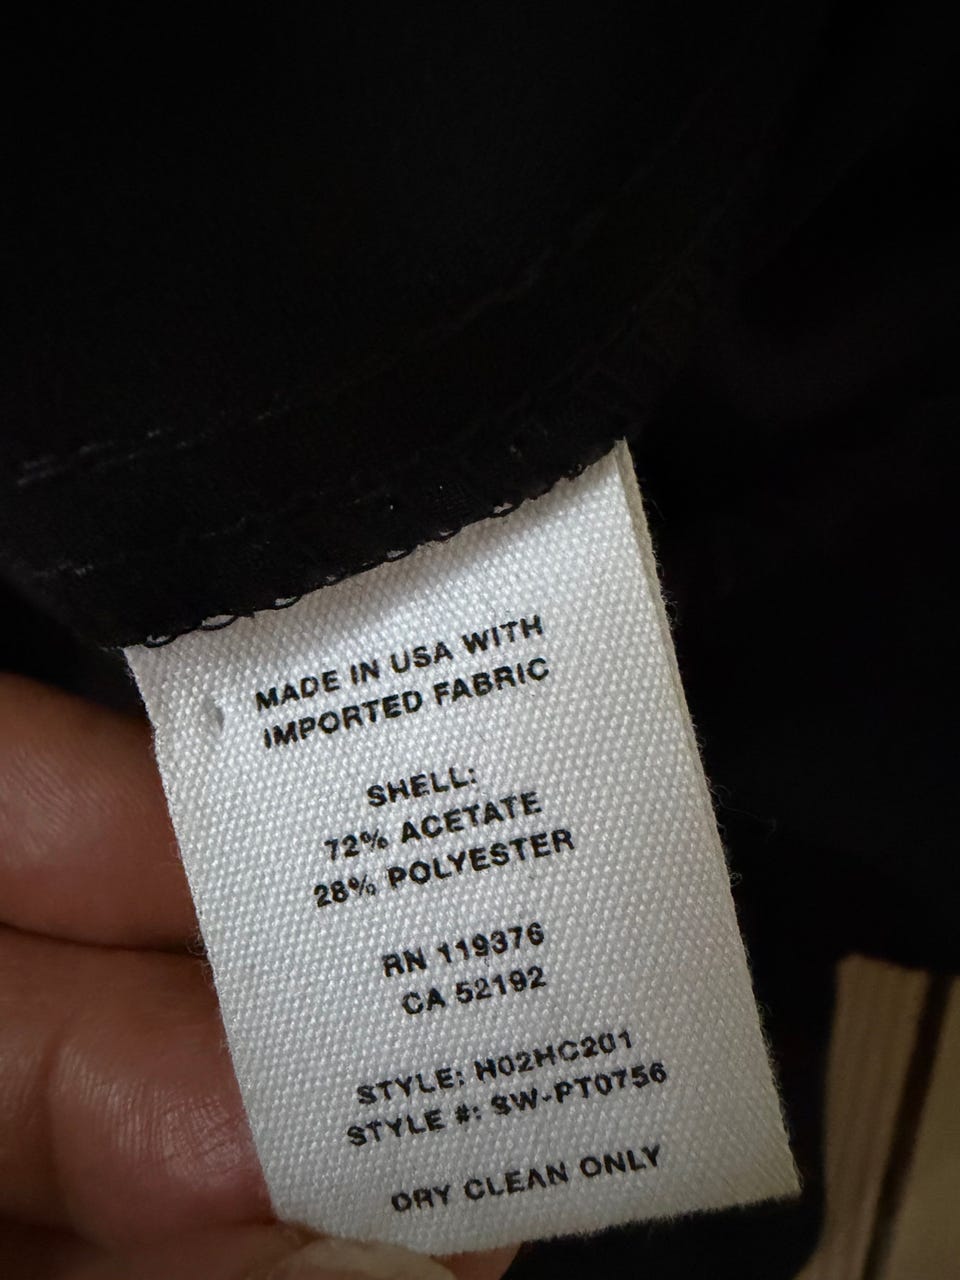 MADE IN USA WITH
IMPORTED FABRIC
SHELL:
72% ACETATE
28% POLYESTER
RN 119376
CA 52192
STYLE: H02HC201
STYLE #: SW-PT0756
DRY CLEAN ONLY